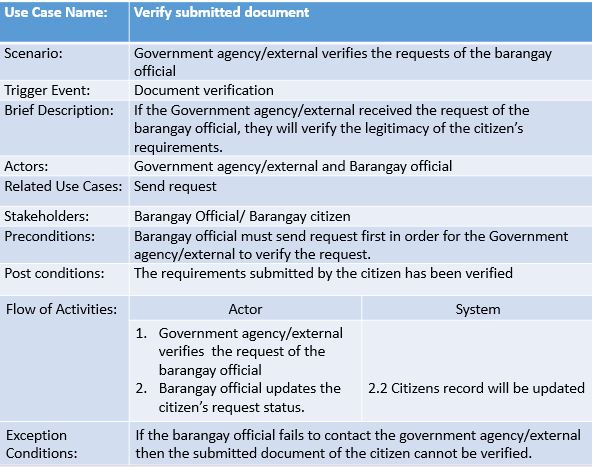 Use Case Name: Verify submitted document
Scenario: Government agency/external verifies the requests of the barangay
official
Trigger Event: Document verification
Brief Description: If the Government agency/external received the request of the
barangay official, they will verify the legitimacy of the citizen's
requirements.
Actors: Government agency/external and Barangay official
Related Use Cases: Send request
Stakeholders: Barangay Official/ Barangay citizen
Preconditions: Barangay official must send request first in order for the Government
agency/external to verify the request.
Post conditions: The requirements submitted by the citizen has been verified
Flow of Activities: Actor System
1. Government agency/external
verifies the request of the
barangay official
2. Barangay official updates the 2.2 Citizens record will be updated
citizen's request status.
Exception If the barangay official fails to contact the government agency/external
Conditions: then the submitted document of the citizen cannot be verified.